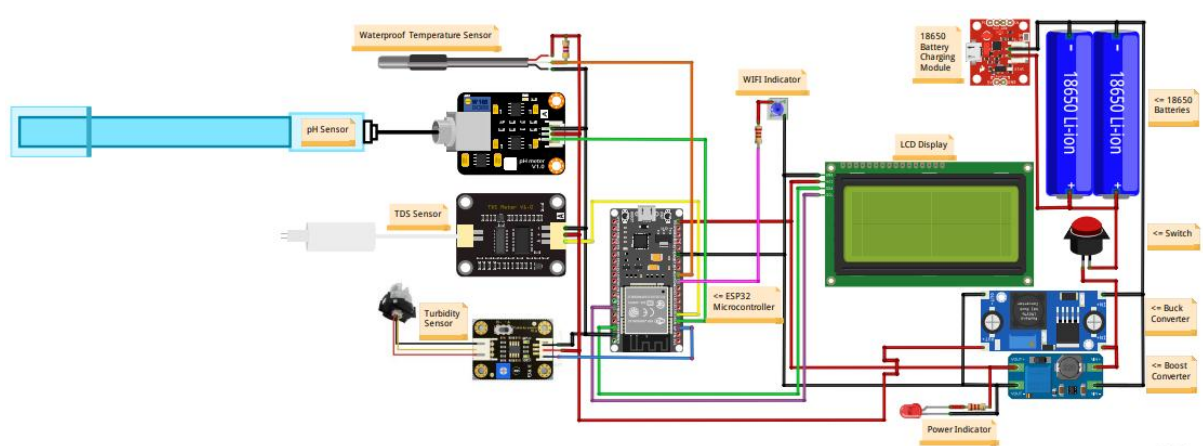 Waterproof Temperature Sensor
18650
Battery
Charging
Module
WIFI Indicator
18650 Li-ion
18650 Li-ion
<= 18650
Batteries
pH Sensor
pH meter
V1.0
LCD Display
TDS Sensor
TDS Meter V1.0
<= Switch
Turbidity
Sensor
<= ESP32
Microcontroller
<= Buck
Converter
<= Boost
Converter
Power Indicator